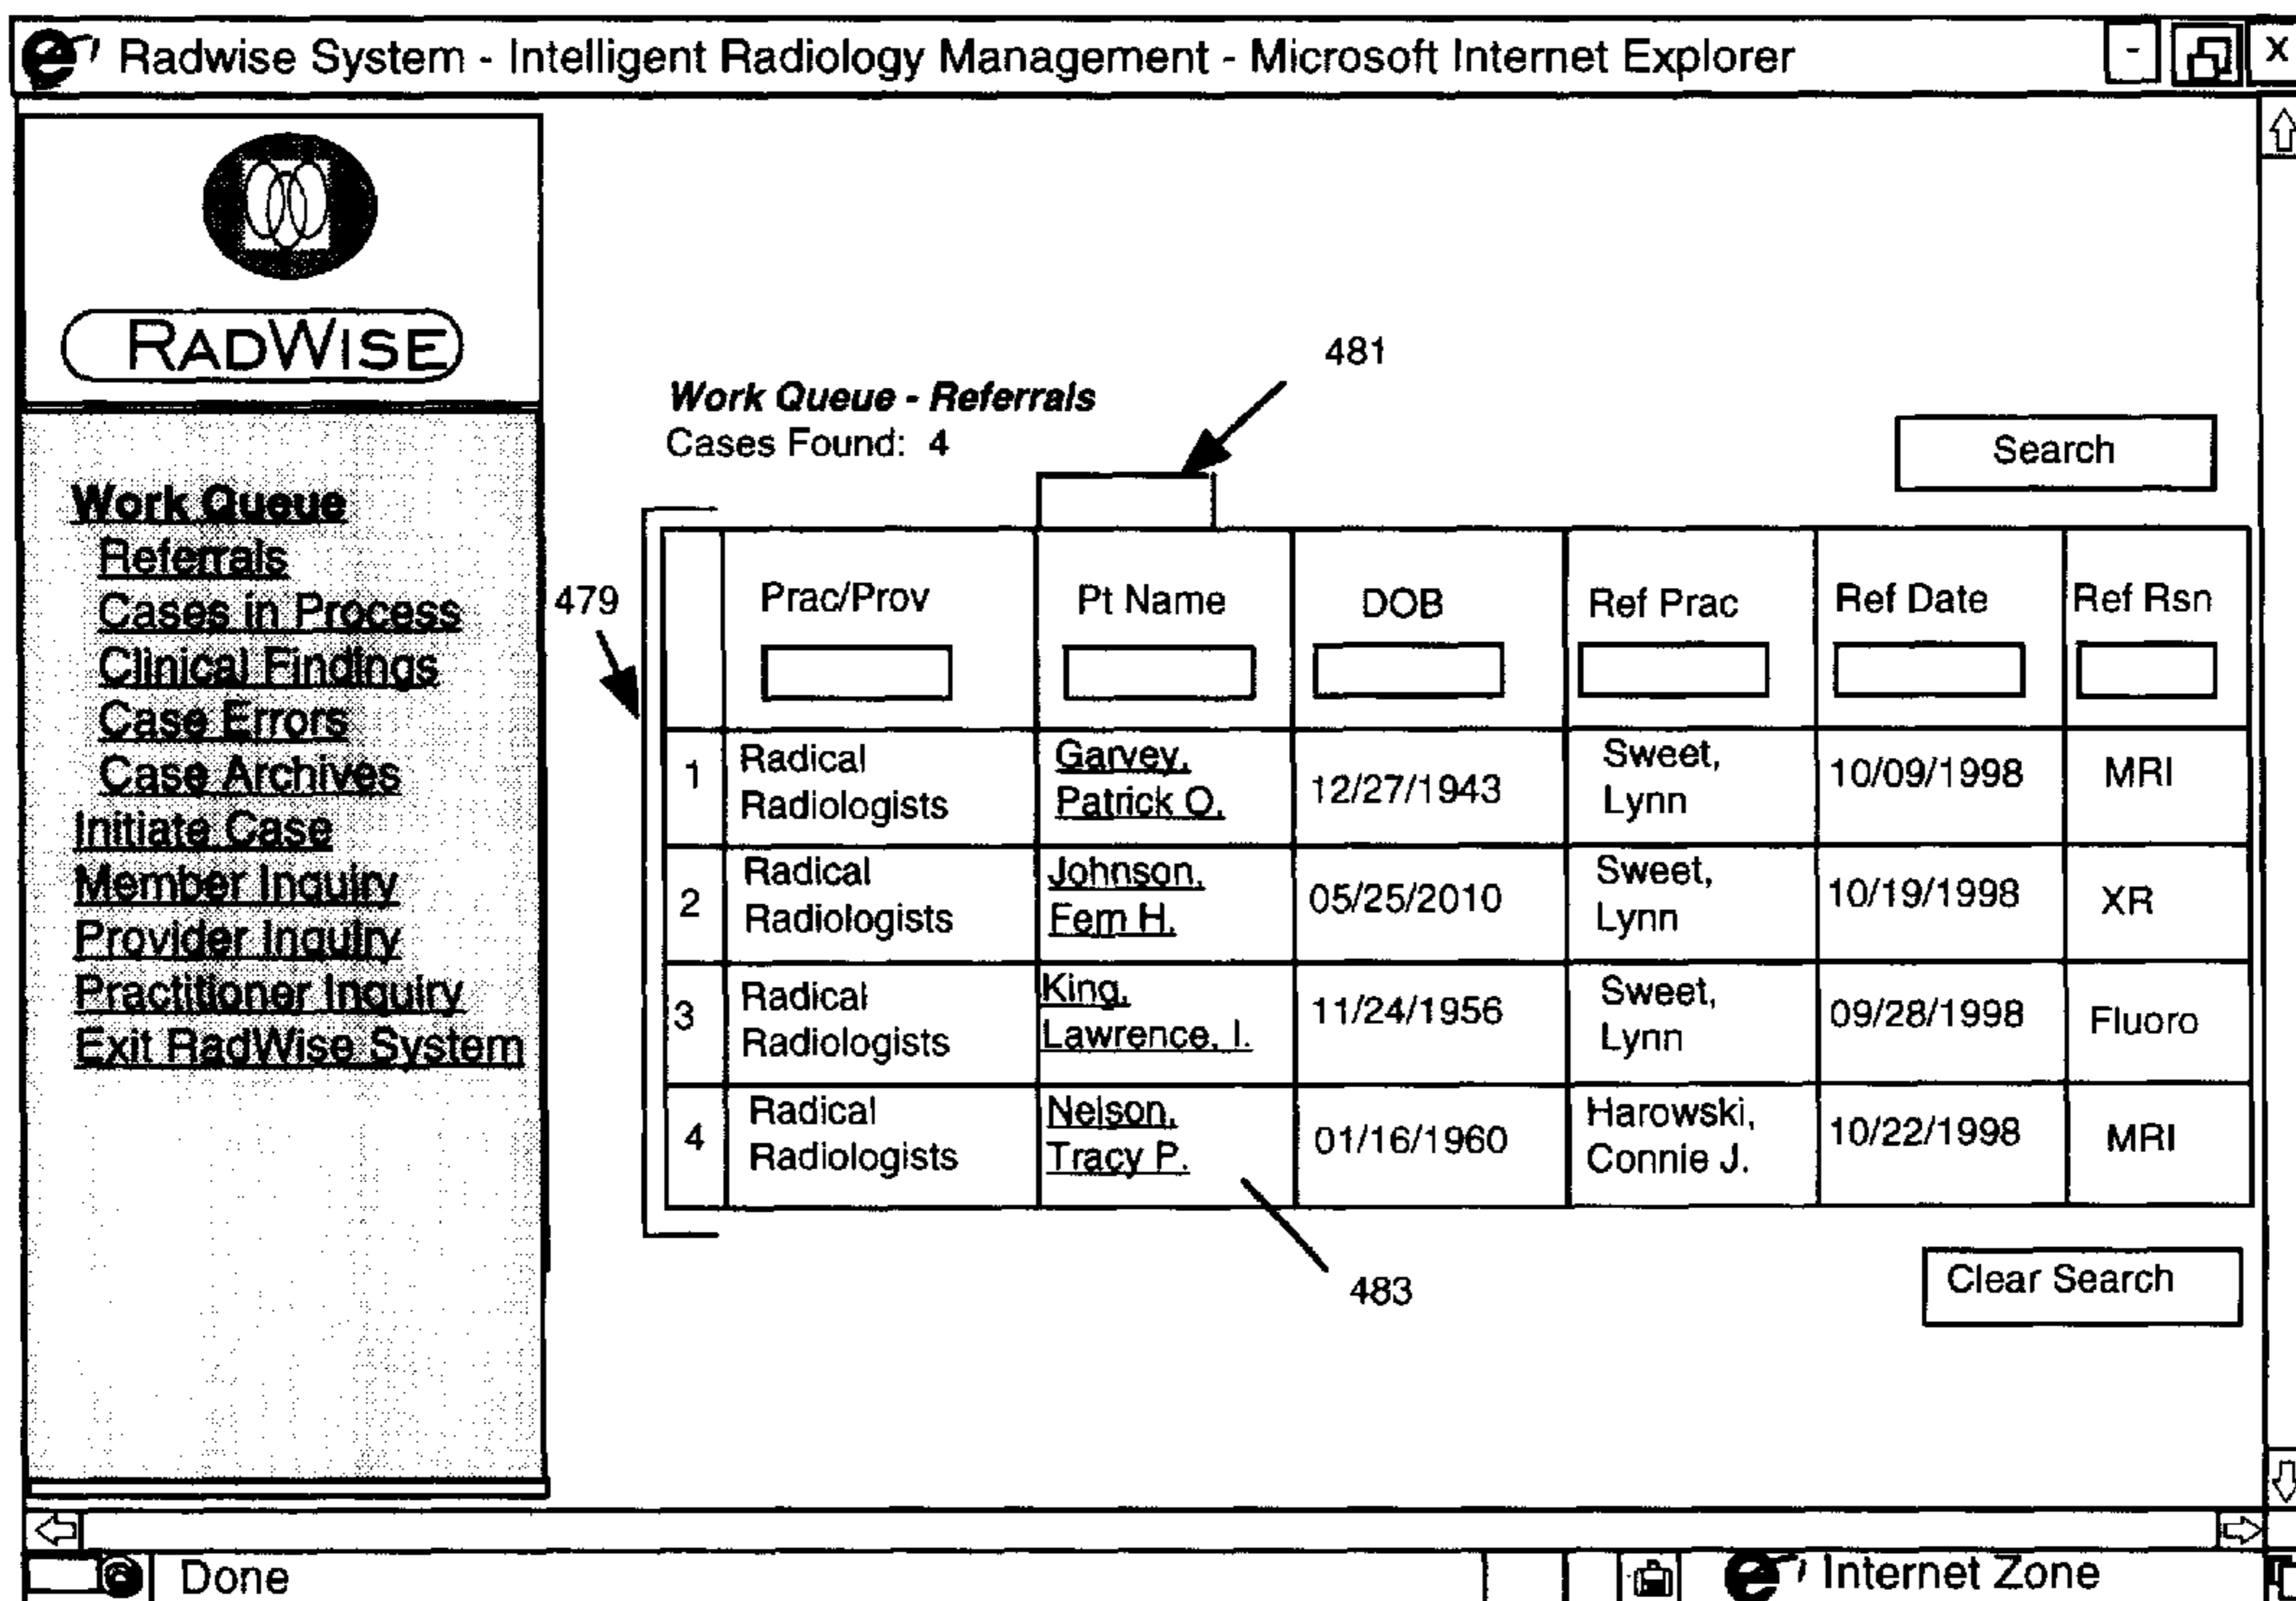 Radwise System - Intelligent Radiology Management - Microsoft Internet Explorer
- X
RADWISE
Work Queue
Referrals
Cases in Process
Clinical Findings
Case Errors
Case Archives
Initiate Case
Member Inquiry
Provider Inquiry
Practitioner Inquiry
Exit RadWise System
481
Work Queue - Referrals
Cases Found: 4
Search
479
Prac/Prov Pt Name DOB Ref Prac Ref Date Ref Rsn
1 Radical Radiologists Garvey, Patrick O. 12/27/1943 Sweet, Lynn 10/09/1998 MRI
2 Radical Radiologists Johnson, Fern H. 05/25/2010 Sweet, Lynn 10/19/1998 XR
3 Radical Radiologists King, Lawrence, I. 11/24/1956 Sweet, Lynn 09/28/1998 Fluoro
4 Radical Radiologists Nelson, Tracy P. 01/16/1960 Harowski, Connie J. 10/22/1998 MRI
483
Clear Search
Done
Internet Zone